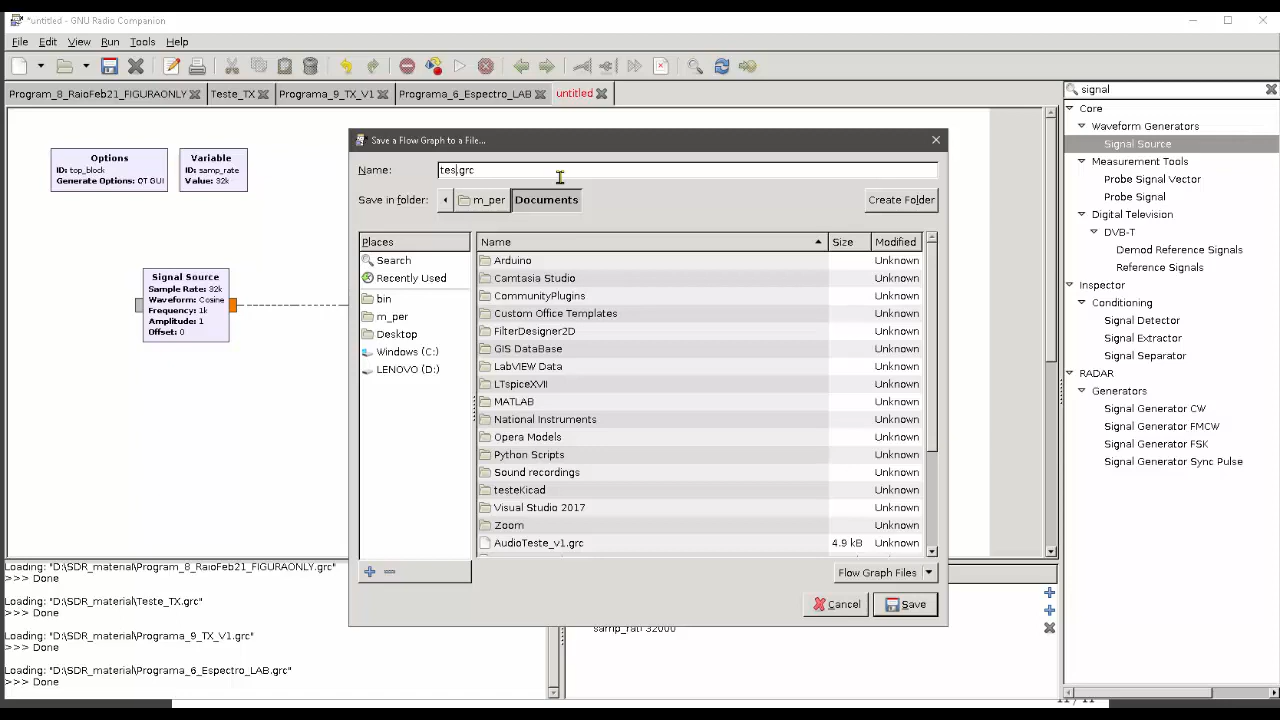 *untitled - GNU Radio Companion
File Edit View Run Tools Help
Program_8_RaioFeb21_FIGURAONLY Teste_TX Programa_9_TX_V1 Programa_6_Espectro_LAB untitled
Options
ID: top_block
Generate Options: QT GUI
Variable
ID: samp_rate
Value: 32k
Signal Source
Sample Rate: 32k
Waveform: Cosine
Frequency: 1k
Amplitude: 1
Offset: 0
Save a Flow Graph to a File...
Name: tes.grc
Save in folder: m_per Documents Create Folder
Places
Search
Recently Used
bin
m_per
Desktop
Windows (C:)
LENOVO (D:)
Name Size Modified
Arduino Unknown
Camtasia Studio Unknown
CommunityPlugins Unknown
Custom Office Templates Unknown
FilterDesigner2D Unknown
GIS DataBase Unknown
LabVIEW Data Unknown
LTspiceXVII Unknown
MATLAB Unknown
National Instruments Unknown
Opera Models Unknown
Python Scripts Unknown
Sound recordings Unknown
testeKicad Unknown
Visual Studio 2017 Unknown
Zoom Unknown
AudioTeste_v1.grc 4.9 kB Unknown
Flow Graph Files
Cancel Save
signal
Core
Waveform Generators
Signal Source
Measurement Tools
Probe Signal Vector
Probe Signal
Digital Television
DVB-T
Demod Reference Signals
Reference Signals
Inspector
Conditioning
Signal Detector
Signal Extractor
Signal Separator
RADAR
Generators
Signal Generator CW
Signal Generator FMCW
Signal Generator FSK
Signal Generator Sync Pulse
Loading: "D:\SDR_material\Program_8_RaioFeb21_FIGURAONLY.grc"
>>> Done
Loading: "D:\SDR_material\Teste_TX.grc"
>>> Done
Loading: "D:\SDR_material\Programa_9_TX_V1.grc"
>>> Done
Loading: "D:\SDR_material\Programa_6_Espectro_LAB.grc"
>>> Done
samp_rate 32000